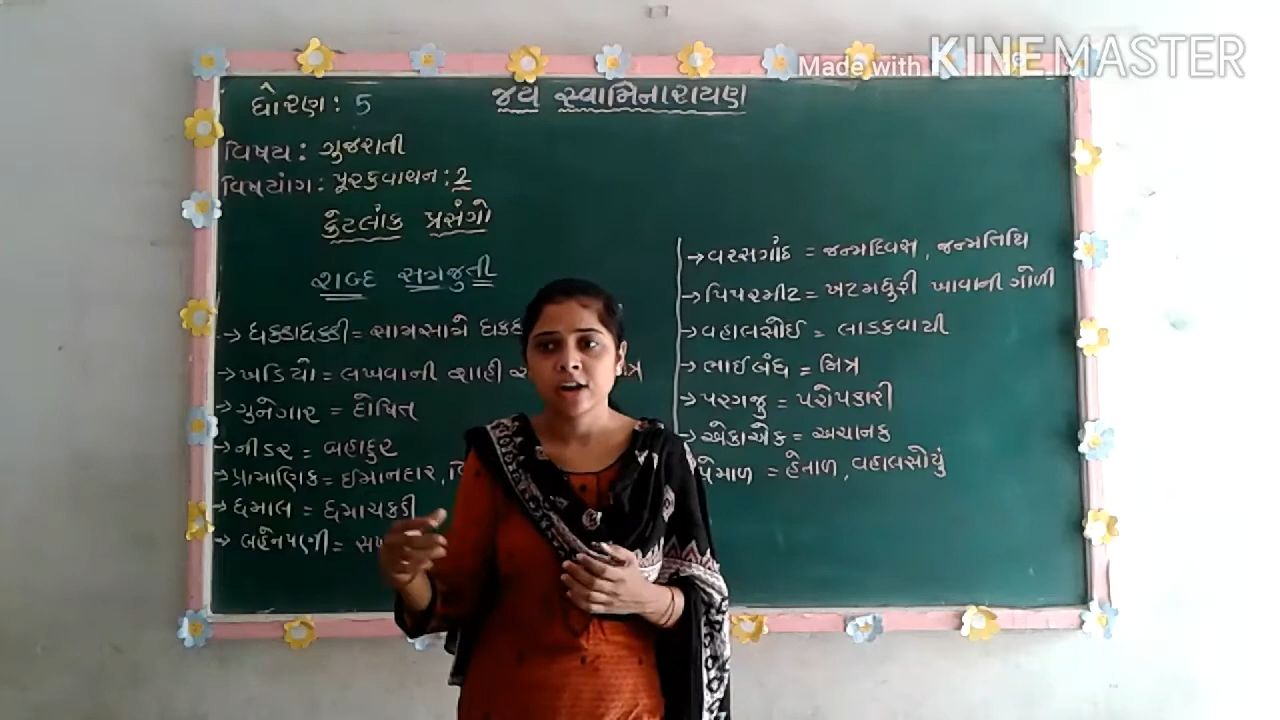 Made with KINEMASTER
જય સ્વામિનારાયણ
ધોરણ : 5
વિષય : ગુજરાતી
વિષયાંગ : પૂરકવાચન : 2
કેટલાંક પ્રસંગો
શબ્દ સમજુતી
→ ધક્કાધક્કી = સામસામે
→ ખડિયો = લખવાની શાહી
→ ગુનેગાર = દોષિત
→ નીડર = બહાદુર
→ પ્રામાણિક = ઈમાનદાર,
→ ધમાલ = ધમાચકડી
→ બહેનપણી =
→ વરસગાંઠ = જન્મદિવસ, જન્મતિથિ
→ પિપરમીટ = ખટમધુરી ખાવાની ગોળી
→ વહાલસોઈ = લાડકવાયી
→ ભાઈબંધ = મિત્ર
→ પરગજુ = પરોપકારી
→ એકાએક = અચાનક
પ્રેમાળ = હેતાળ, વહાલસોયું